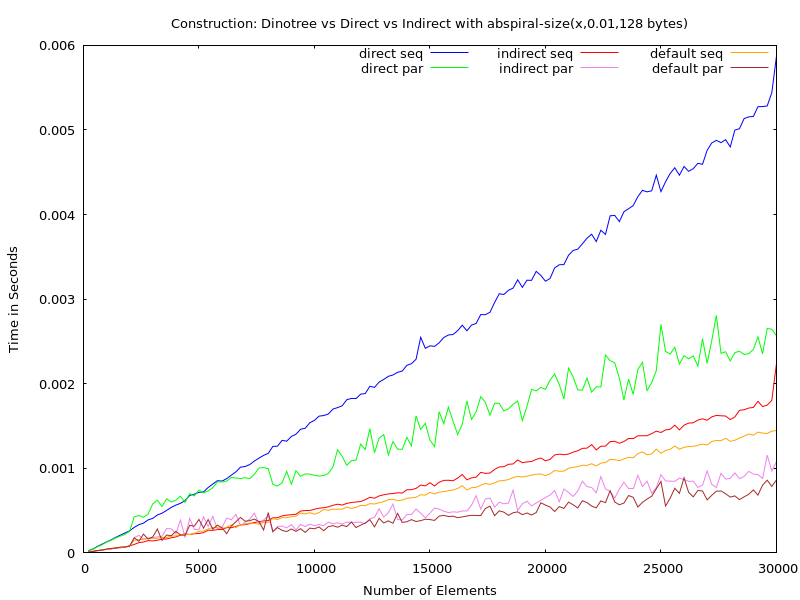 Construction: Dinotree vs Direct vs Indirect with abspiral-size(x,0.01,128 bytes)
direct seq indirect seq default seq
direct par indirect par default par
0.006
0.005
0.004
0.003
0.002
0.001
0
Time in Seconds
0 5000 10000 15000 20000 25000 30000
Number of Elements